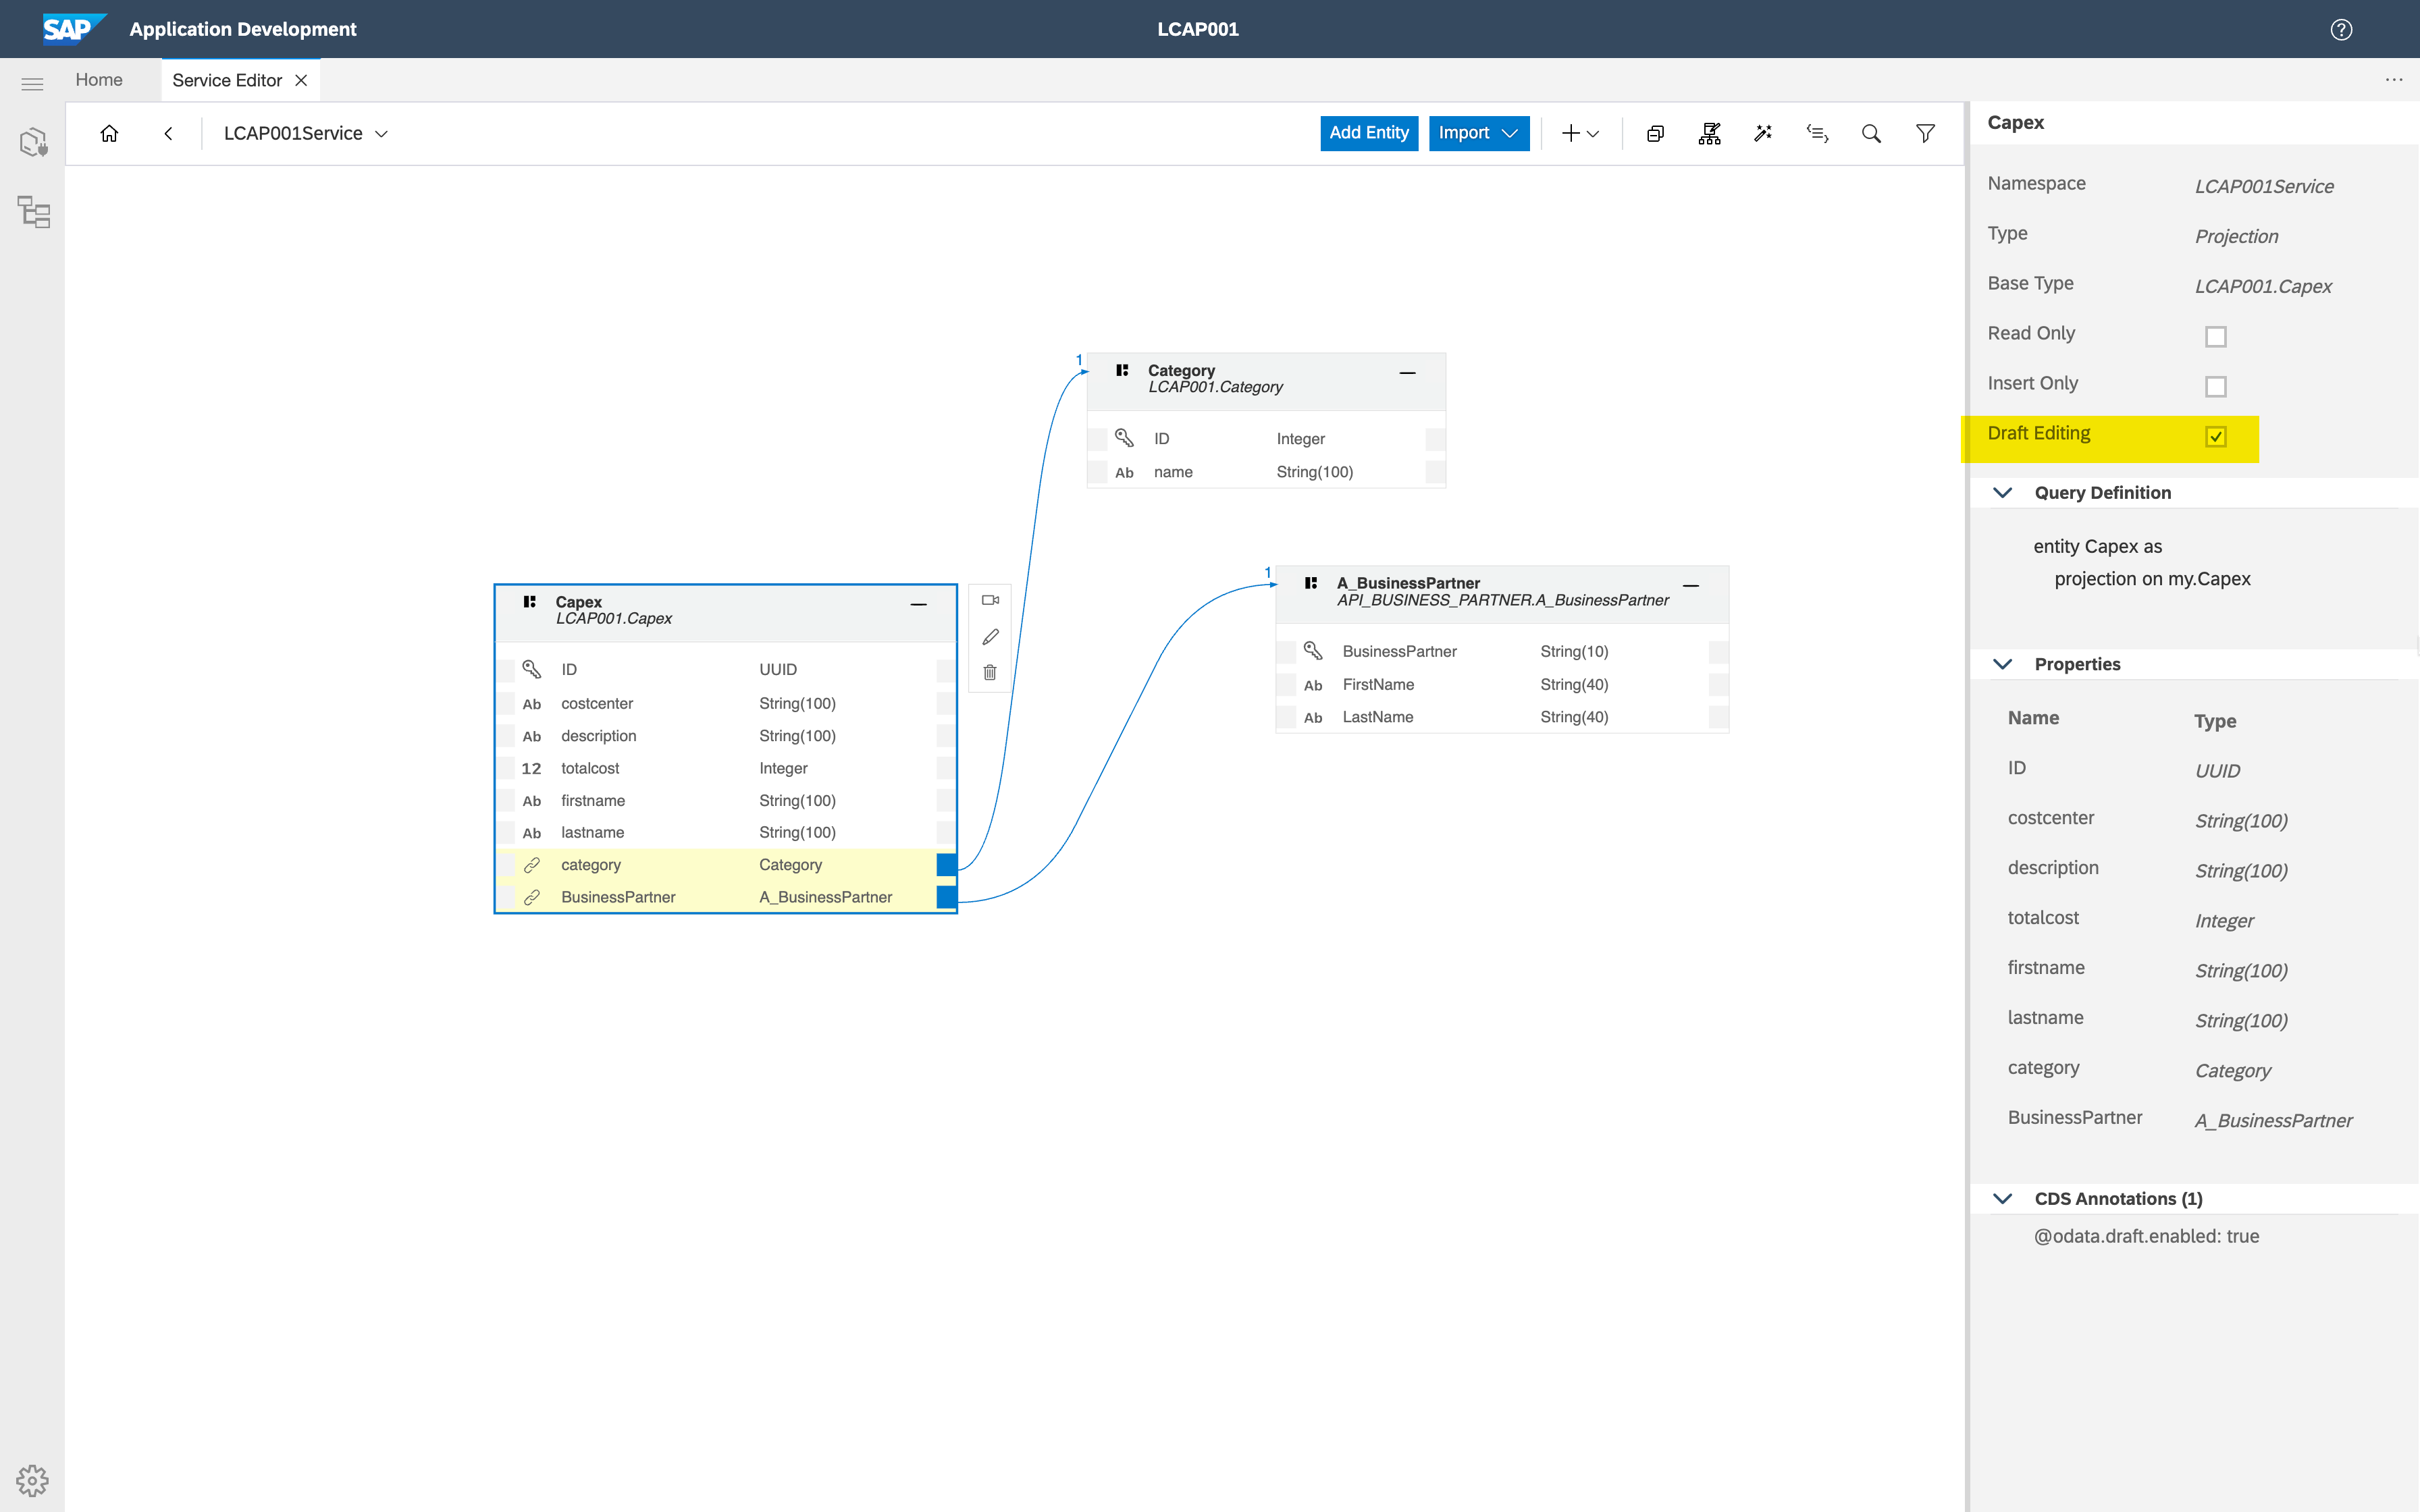 SAP Application Development LCAP001
Home Service Editor
LCAP001Service Add Entity Import
1
Category
LCAP001.Category
ID Integer
Ab name String(100)
1
A_BusinessPartner
API_BUSINESS_PARTNER.A_BusinessPartner
BusinessPartner String(10)
Ab FirstName String(40)
Ab LastName String(40)
Capex
LCAP001.Capex
ID UUID
Ab costcenter String(100)
Ab description String(100)
12 totalcost Integer
Ab firstname String(100)
Ab lastname String(100)
category Category
BusinessPartner A_BusinessPartner
Capex
Namespace LCAP001Service
Type Projection
Base Type LCAP001.Capex
Read Only
Insert Only
Draft Editing
Query Definition
entity Capex as
projection on my.Capex
Properties
Name Type
ID UUID
costcenter String(100)
description String(100)
totalcost Integer
firstname String(100)
lastname String(100)
category Category
BusinessPartner A_BusinessPartner
CDS Annotations (1)
@odata.draft.enabled: true